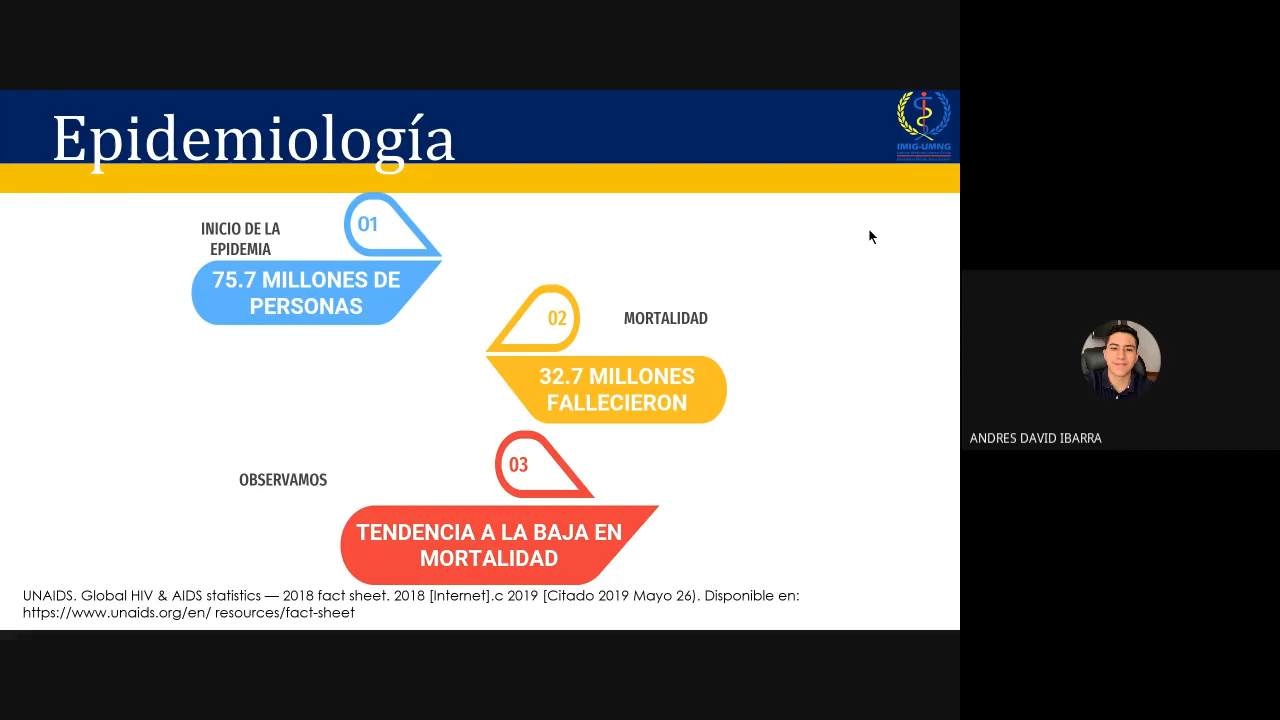 Epidemiología
IMIG-UMNG
INICIO DE LA
EPIDEMIA
01
75.7 MILLONES DE
PERSONAS
02
MORTALIDAD
32.7 MILLONES
FALLECIERON
03
OBSERVAMOS
TENDENCIA A LA BAJA EN
MORTALIDAD
UNAIDS. Global HIV & AIDS statistics — 2018 fact sheet. 2018 [Internet].c 2019 [Citado 2019 Mayo 26). Disponible en:
https://www.unaids.org/en/ resources/fact-sheet
ANDRES DAVID IBARRA